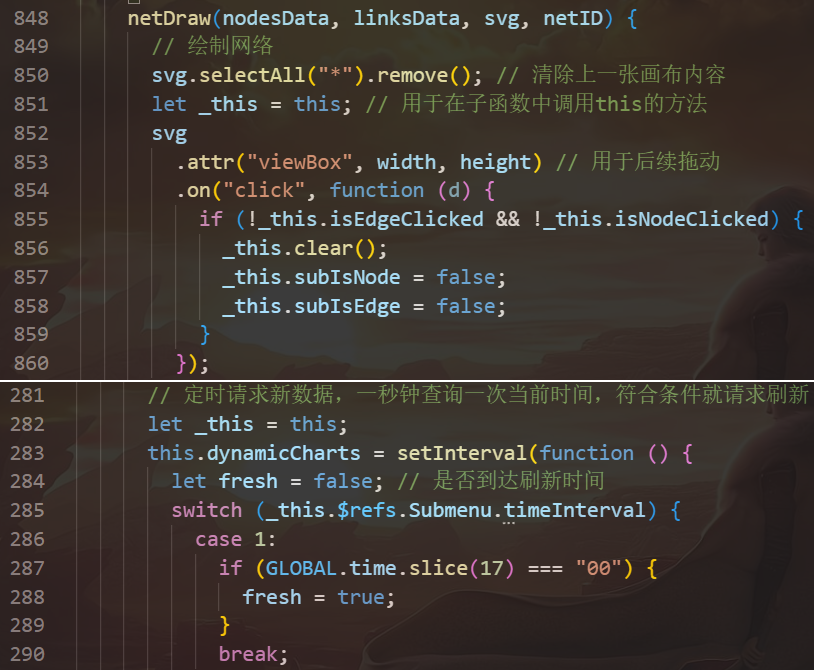 848 netDraw(nodesData, linksData, svg, netID) {
849 // 绘制网络
850 svg.selectAll("*").remove(); // 清除上一张画布内容
851 let _this = this; // 用于在子函数中调用this的方法
852 svg
853 .attr("viewBox", width, height) // 用于后续拖动
854 .on("click", function (d) {
855 if (!_this.isEdgeClicked && !_this.isNodeClicked) {
856 _this.clear();
857 _this.subIsNode = false;
858 _this.subIsEdge = false;
859 }
860 });
281 // 定时请求新数据，一秒钟查询一次当前时间，符合条件就请求刷新
282 let _this = this;
283 this.dynamicCharts = setInterval(function () {
284 let fresh = false; // 是否到达刷新时间
285 switch (_this.$refs.Submenu.timeInterval) {
286 case 1:
287 if (GLOBAL.time.slice(17) === "00") {
288 fresh = true;
289 }
290 break;